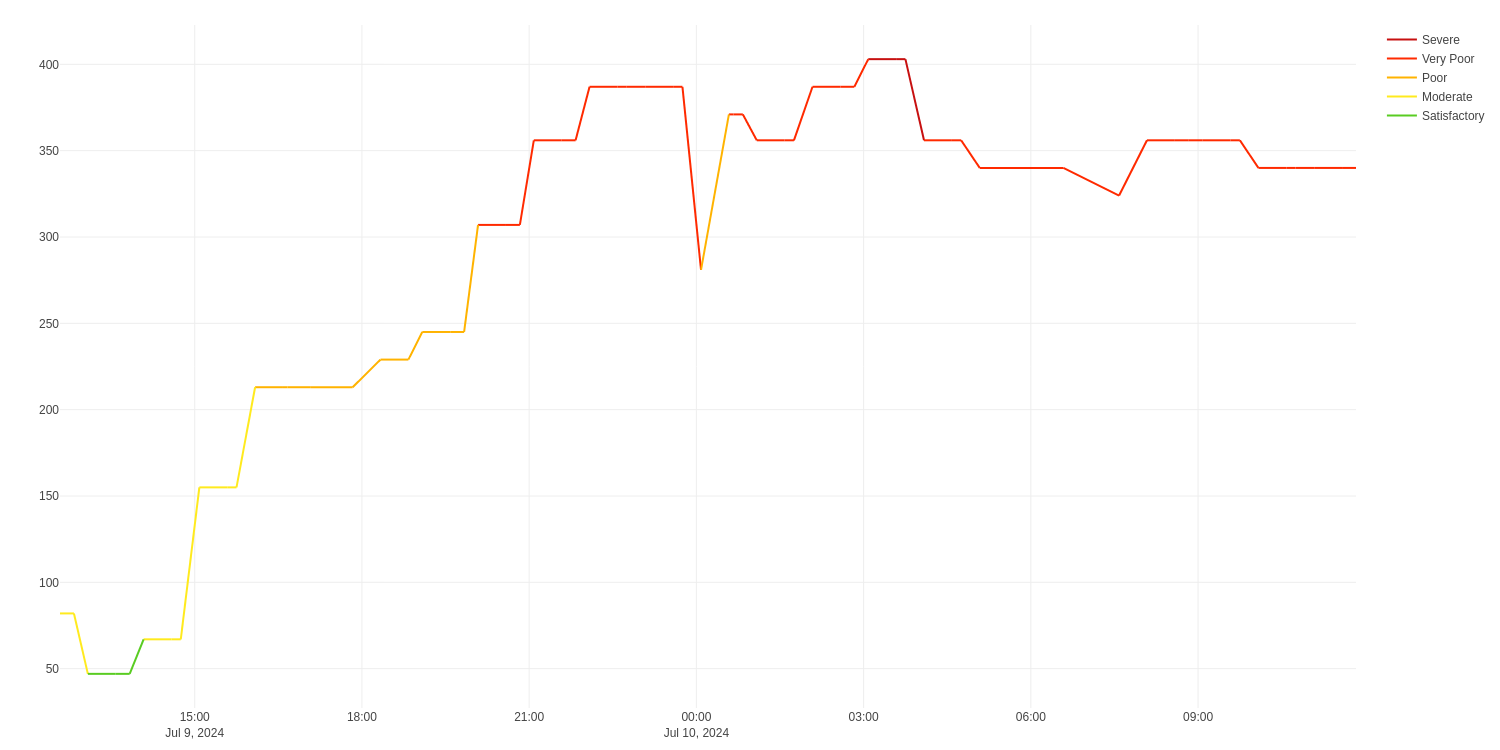 400
350
300
250
200
150
100
50
15:00
Jul 9, 2024
18:00
21:00
00:00
Jul 10, 2024
03:00
06:00
09:00
Severe
Very Poor
Poor
Moderate
Satisfactory